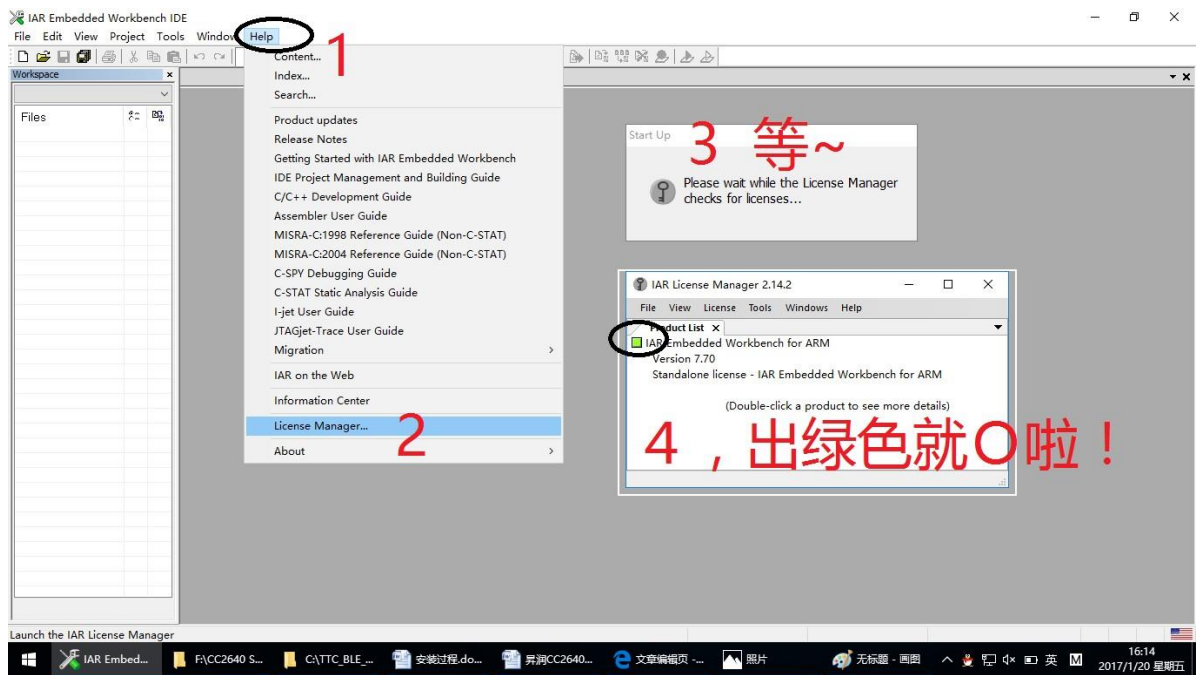 IAR Embedded Workbench IDE
File Edit View Project Tools Window Help
1
Workspace
Files
Content...
Index...
Search...
Product updates
Release Notes
Getting Started with IAR Embedded Workbench
IDE Project Management and Building Guide
C/C++ Development Guide
Assembler User Guide
MISRA-C:1998 Reference Guide (Non-C-STAT)
MISRA-C:2004 Reference Guide (Non-C-STAT)
C-SPY Debugging Guide
C-STAT Static Analysis Guide
I-jet User Guide
JTAGjet-Trace User Guide
Migration
IAR on the Web
Information Center
License Manager...
2
About
Start Up
3 等~
Please wait while the License Manager
checks for licenses...
IAR License Manager 2.14.2
File View License Tools Windows Help
Product List
IAR Embedded Workbench for ARM
Version 7.70
Standalone license - IAR Embedded Workbench for ARM
(Double-click a product to see more details)
4，出绿色就O啦！
Launch the IAR License Manager
IAR Embed... F:\CC2640 S... C:\TTC_BLE_... 安装过程.do... 昇润CC2640... 文章编辑页 -... 照片 无标题 - 画图 英 M 16:14
2017/1/20 星期五